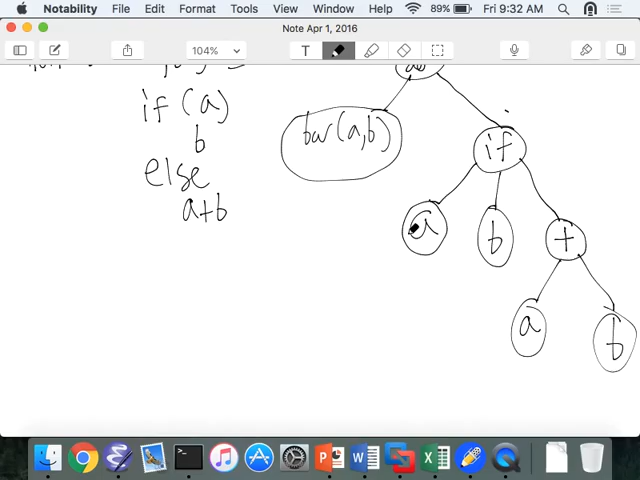 Notability File Edit Tools View Window Help 89% Fri 9:32 AM
Note Apr 1, 2016
104% T
if (a)
b
else
a+b
bar(a,b)
if
a b +
a b